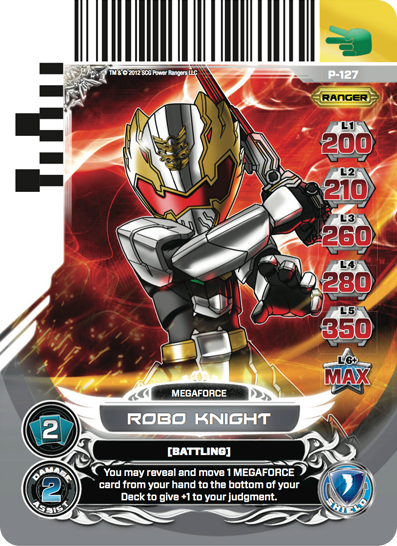 TM & © 2012 SCG Power Rangers LLC
P-127
RANGER
L1
200
L2
210
L3
260
L4
280
L5
350
L6+
MAX
MEGAFORCE
ROBO KNIGHT
2
[BATTLING]
You may reveal and move 1 MEGAFORCE
card from your hand to the bottom of your
Deck to give +1 to your judgment.
DAMAGE
2
ASSIST
SHIELD